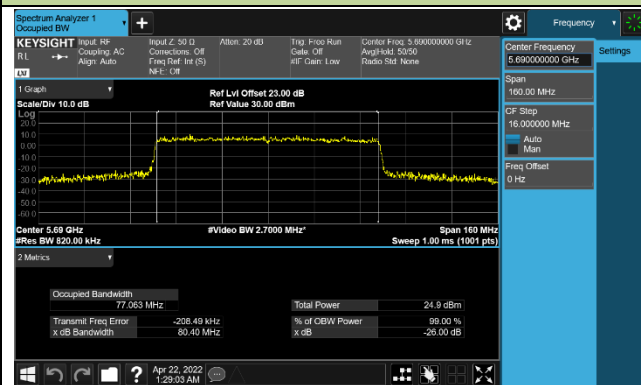 Spectrum Analyzer 1
Occupied BW
Frequency
KEYSIGHT
RL
LXI
Input: RF
Coupling: AC
Align: Auto
Input Z: 50 Ω
Corrections: Off
Freq Ref: Int (S)
NFE: Off
Atten: 20 dB
Trig: Free Run
Gate: Off
#IF Gain: Low
Center Freq: 5.690000000 GHz
Avg|Hold: 50/50
Radio Std: None
Center Frequency
5.690000000 GHz
Settings
Span
160.00 MHz
CF Step
16.000000 MHz
Auto
Man
Freq Offset
0 Hz
1 Graph
Scale/Div 10.0 dB
Ref Lvl Offset 23.00 dB
Ref Value 30.00 dBm
Log
20.0
10.0
0.00
-10.0
-20.0
-30.0
-40.0
-50.0
-60.0
Center 5.69 GHz
#Res BW 820.00 kHz
#Video BW 2.7000 MHz*
Span 160 MHz
Sweep 1.00 ms (1001 pts)
2 Metrics
Occupied Bandwidth
77.063 MHz
Total Power 24.9 dBm
Transmit Freq Error -208.49 kHz
% of OBW Power 99.00 %
x dB Bandwidth 80.40 MHz
x dB -26.00 dB
Apr 22, 2022
1:29:03 AM